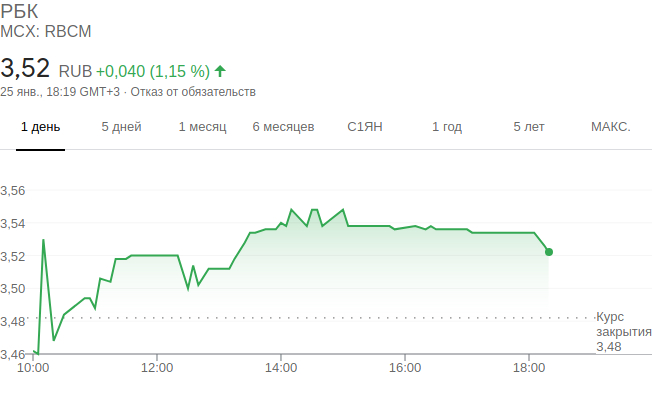 РБК
MCX: RBCM
3,52 RUB +0,040 (1,15 %)
25 янв., 18:19 GMT+3 · Отказ от обязательств
1 день 5 дней 1 месяц 6 месяцев С1ЯН 1 год 5 лет МАКС.
3,56
3,54
3,52
3,50
3,48
3,46
Курс
закрытия
3,48
10:00 12:00 14:00 16:00 18:00